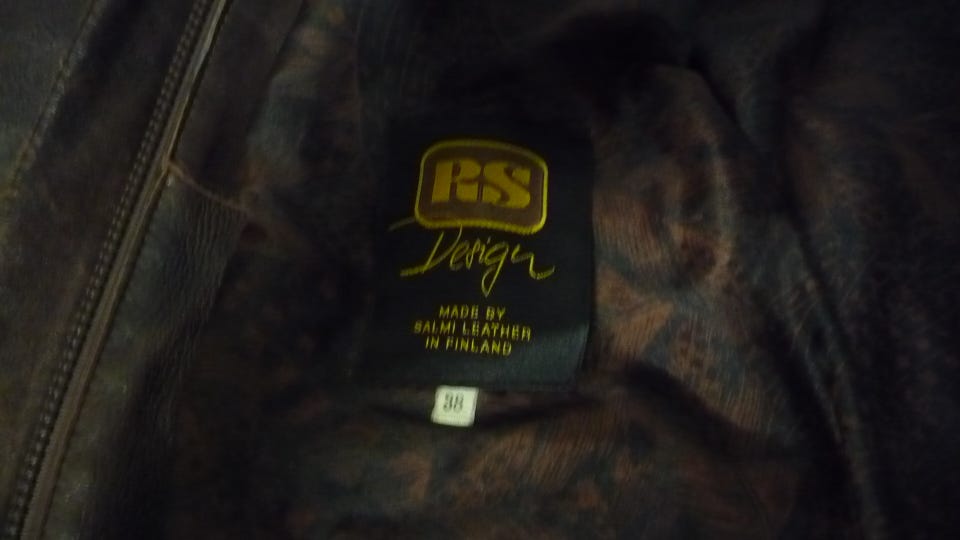 RS
Design
MADE BY
SALMI LEATHER
IN FINLAND
38